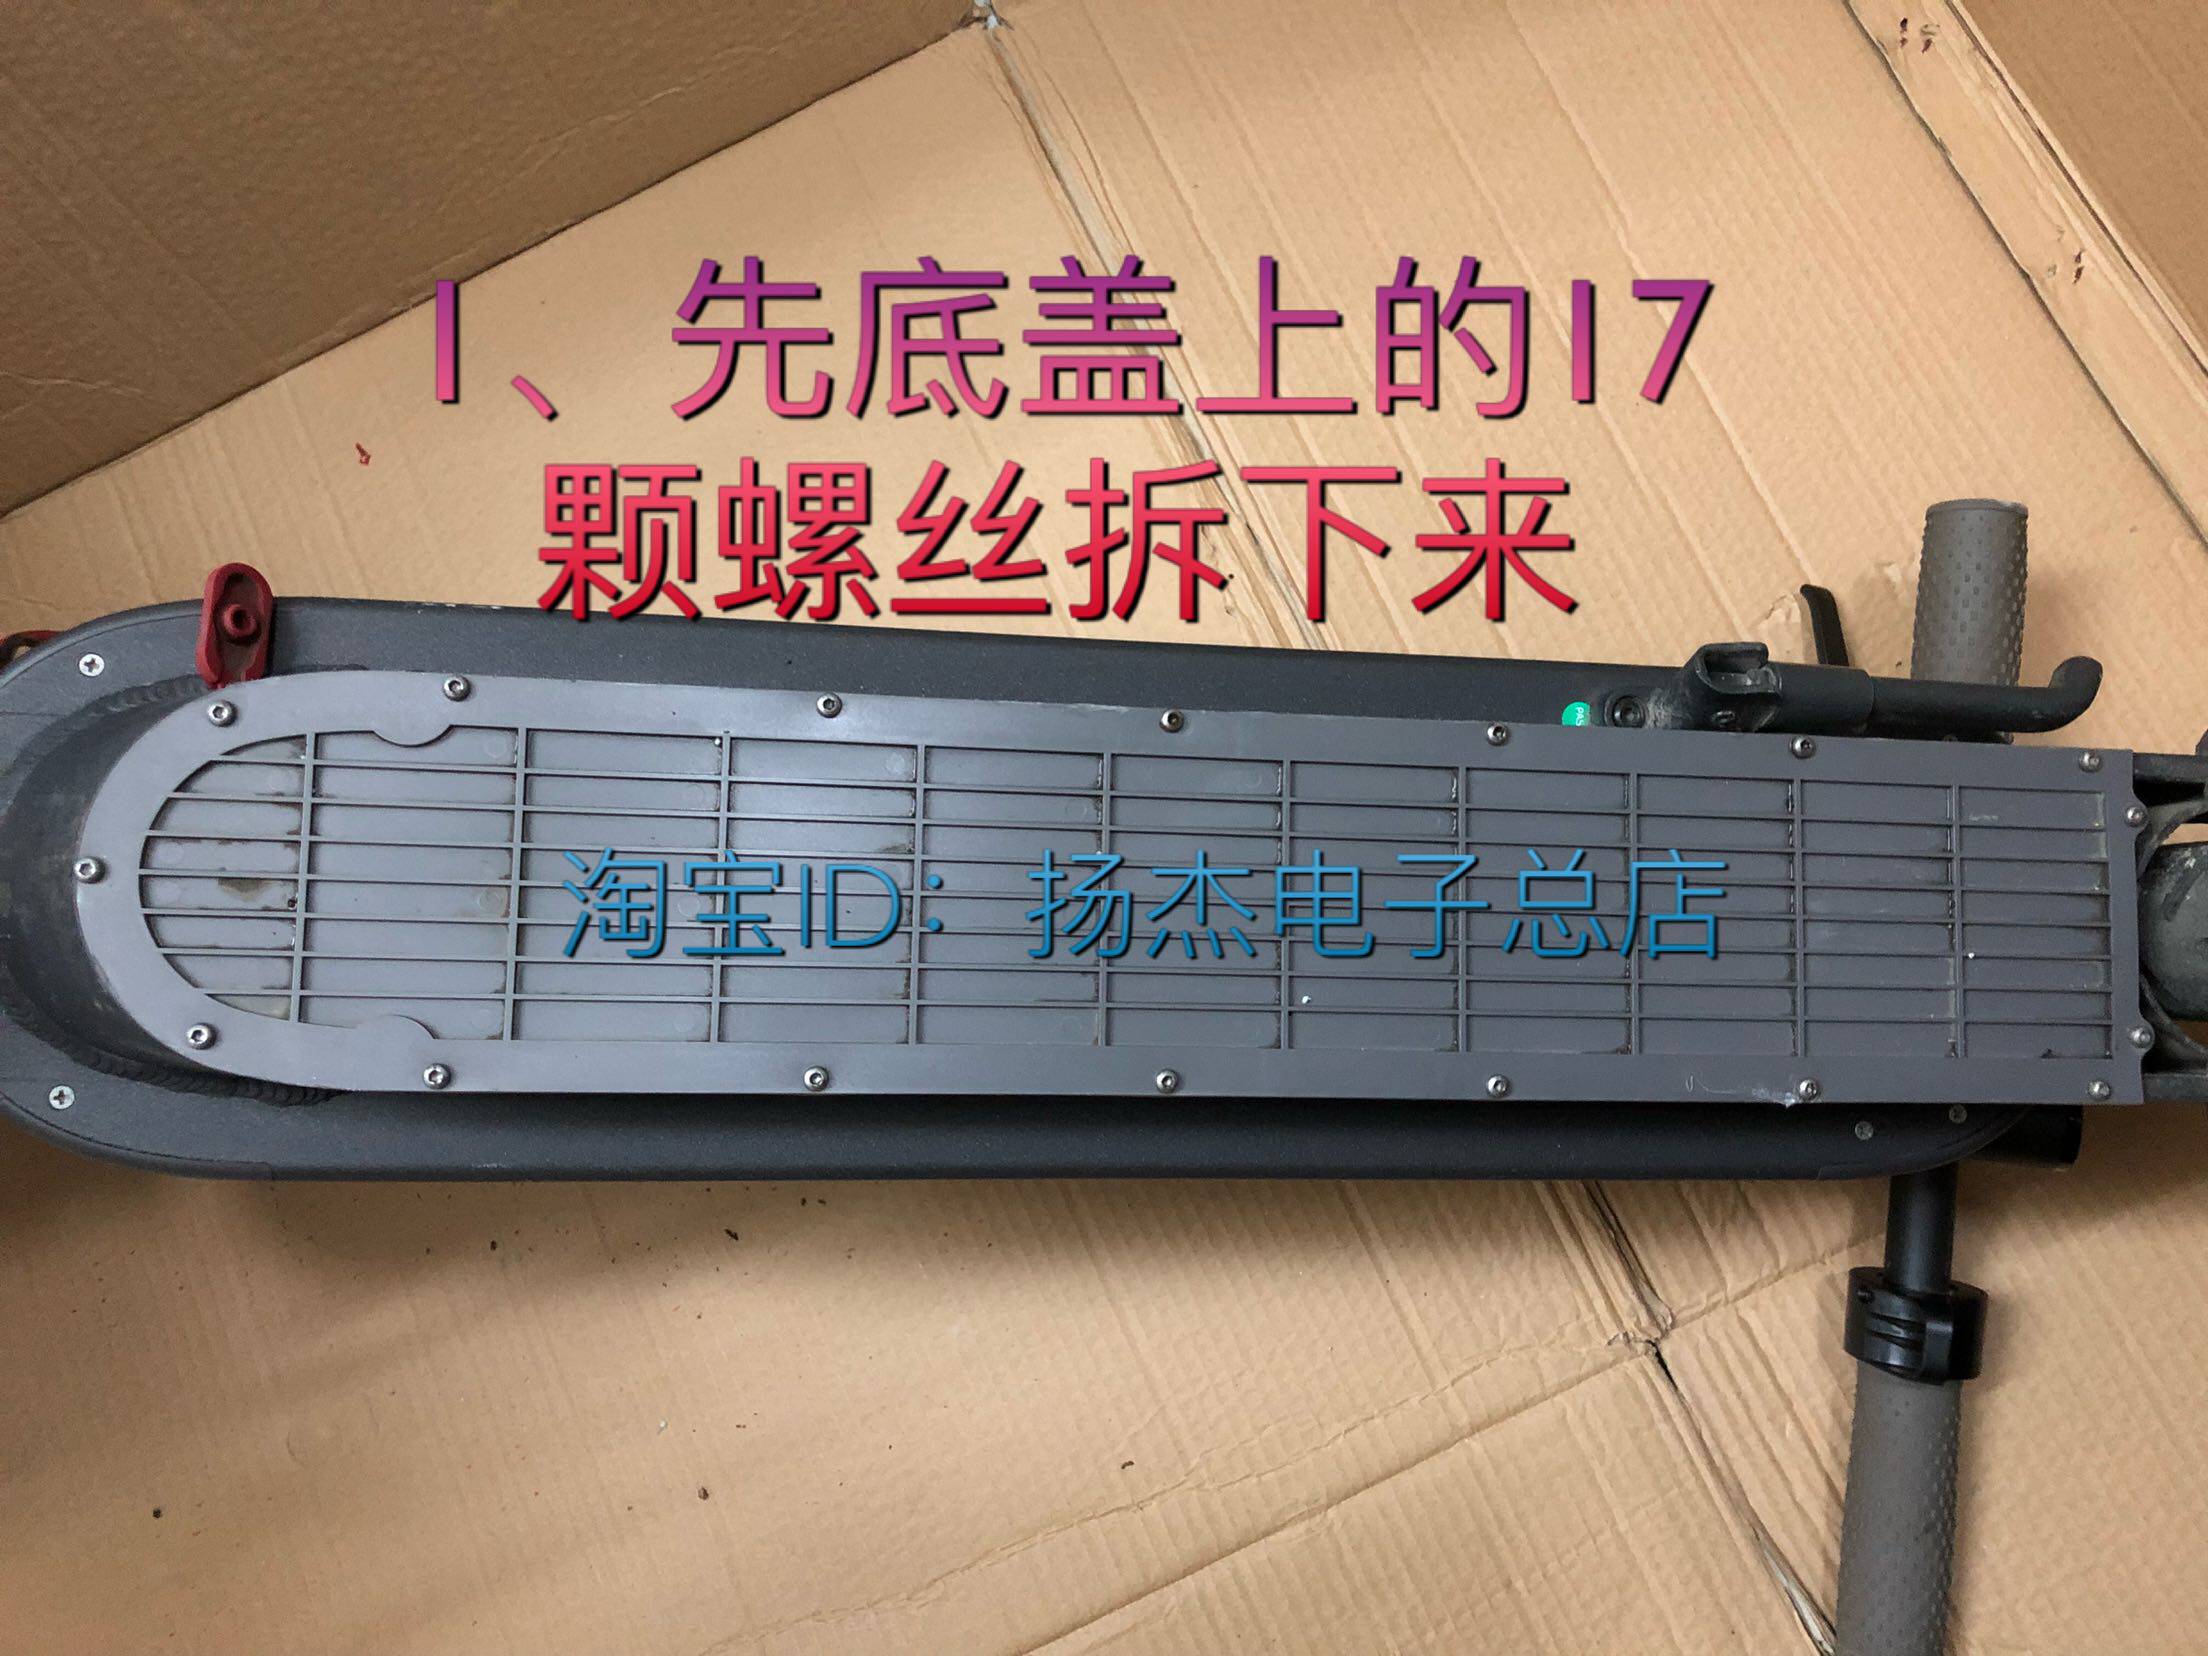 1、先底盖上的17
颗螺丝拆下来
PAS
淘宝ID：扬杰电子总店